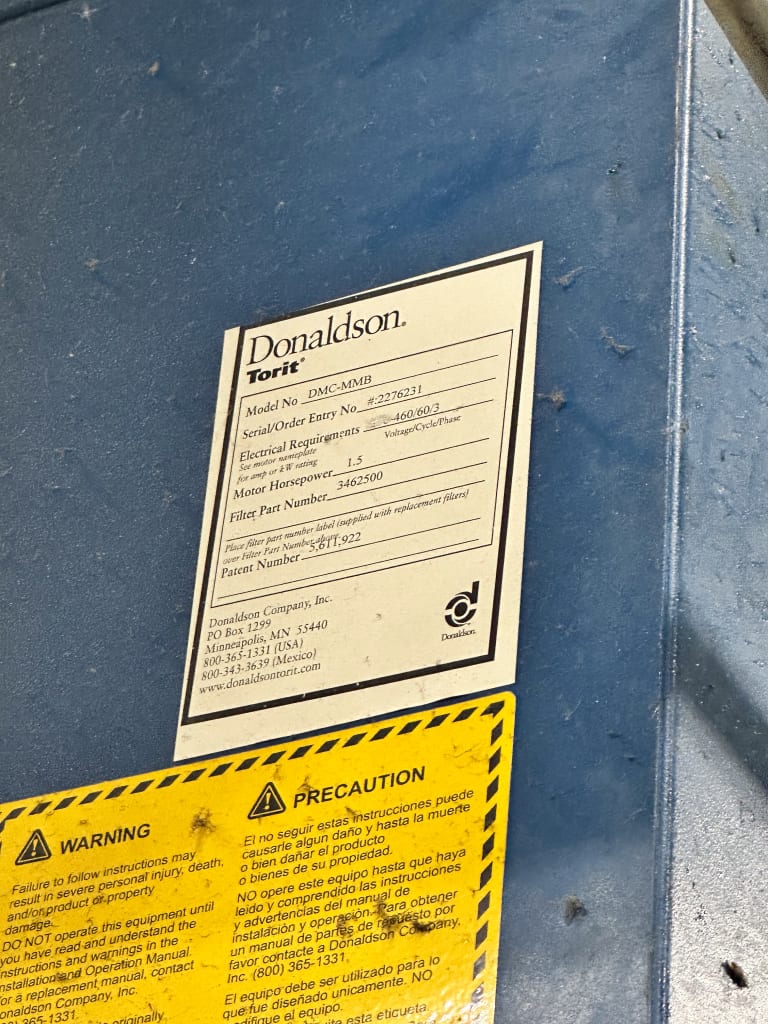 Donaldson.
Torit®
Model No DMC-MMB
Serial/Order Entry No #:2276231
Electrical Requirements -460/60/3
See motor nameplate Voltage/Cycle/Phase
for amp or kW rating
Motor Horsepower 1.5
Filter Part Number 3462500
Place filter part number label (supplied with replacement filters)
over Filter Part Number above
Patent Number 5,611,922
Donaldson Company, Inc.
PO Box 1299
Minneapolis, MN 55440
800-365-1331 (USA)
800-343-3639 (Mexico)
www.donaldsontorit.com
Donaldson.
WARNING
Failure to follow instructions may
result in severe personal injury, death,
and/or product or property
damage.
DO NOT operate this equipment until
you have read and understand the
instructions and warnings in the
Installation and Operation Manual.
For a replacement manual, contact
Donaldson Company, Inc.
365-1331
originally
PRECAUTION
El no seguir estas instrucciones puede
causarle algun daño y hasta la muerte
o bien dañar el producto
o bienes de su propiedad.
NO opere este equipo hasta que haya
leido y comprendido las instrucciones
y advertencias del manual de
instalación y operación. Para obtener
un manual de partes de repuesto por
favor contacte a Donaldson Company,
Inc. (800) 365-1331.
El equipo debe ser utilizado para lo
que fue diseñado unicamente. NO
modifique el equipo.
esta etiqueta